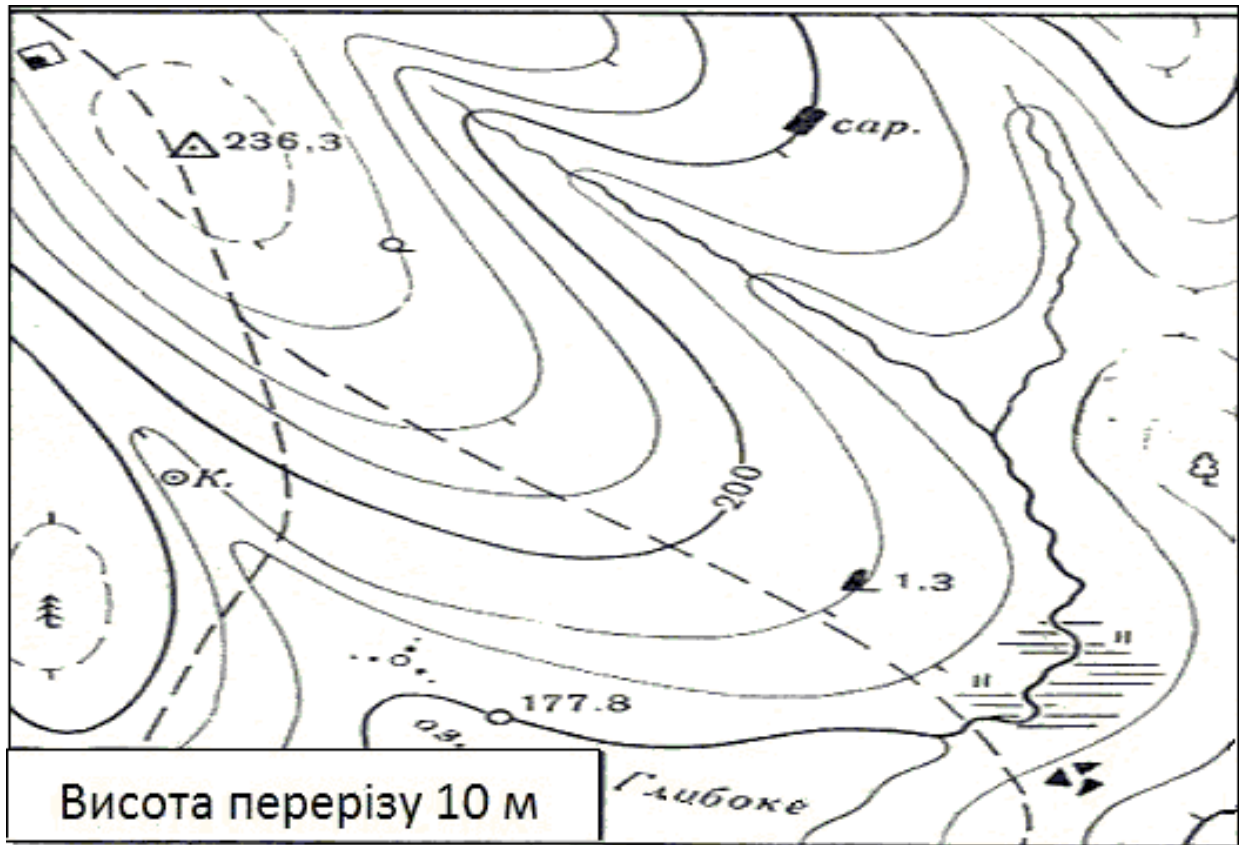 236,3
сар.
К.
200
1.3
177.8
оз.
Глибоке
Висота перерізу 10 м